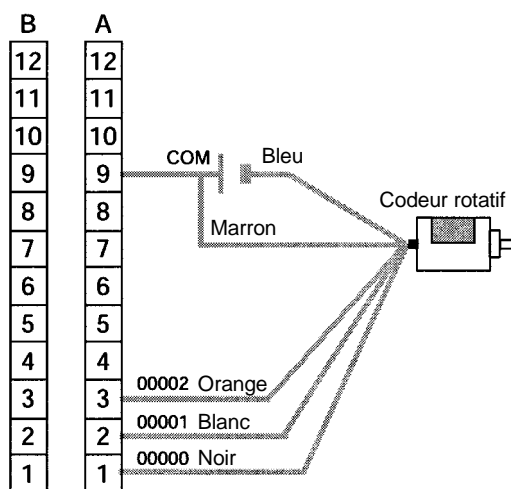 B A
12 12
11 11
10 10
9 9 COM Bleu
8 8 Codeur rotatif
7 7 Marron
6 6
5 5
4 4
3 3 00002 Orange
2 2 00001 Blanc
1 1 00000 Noir